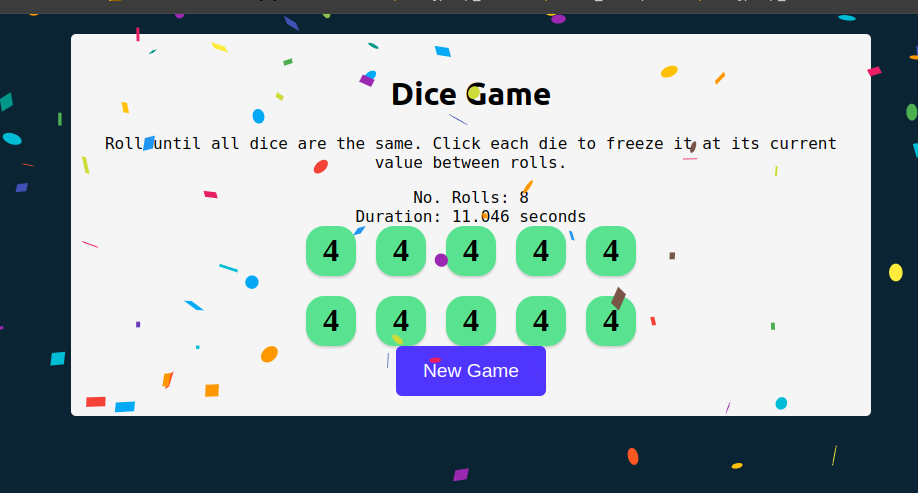 Dice Game
Roll until all dice are the same. Click each die to freeze it at its current
value between rolls.
No. Rolls: 8
Duration: 11.046 seconds
4 4 4 4 4
4 4 4 4 4
New Game